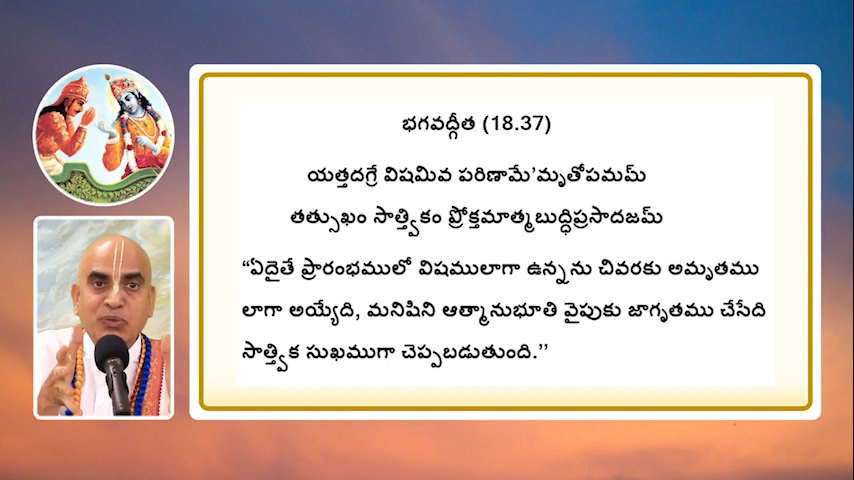 భగవద్గీత (18.37)
యత్తదగ్రే విషమివ పరిణామే’మృతోపమమ్
తత్సుఖం సాత్త్వికం ప్రోక్తమాత్మబుద్ధిప్రసాదజమ్
“ఏదైతే ప్రారంభములో విషములాగా ఉన్నను చివరకు అమృతము
లాగా అయ్యేది, మనిషిని ఆత్మానుభూతి వైపుకు జాగృతము చేసేది
సాత్త్విక సుఖముగా చెప్పబడుతుంది.’’